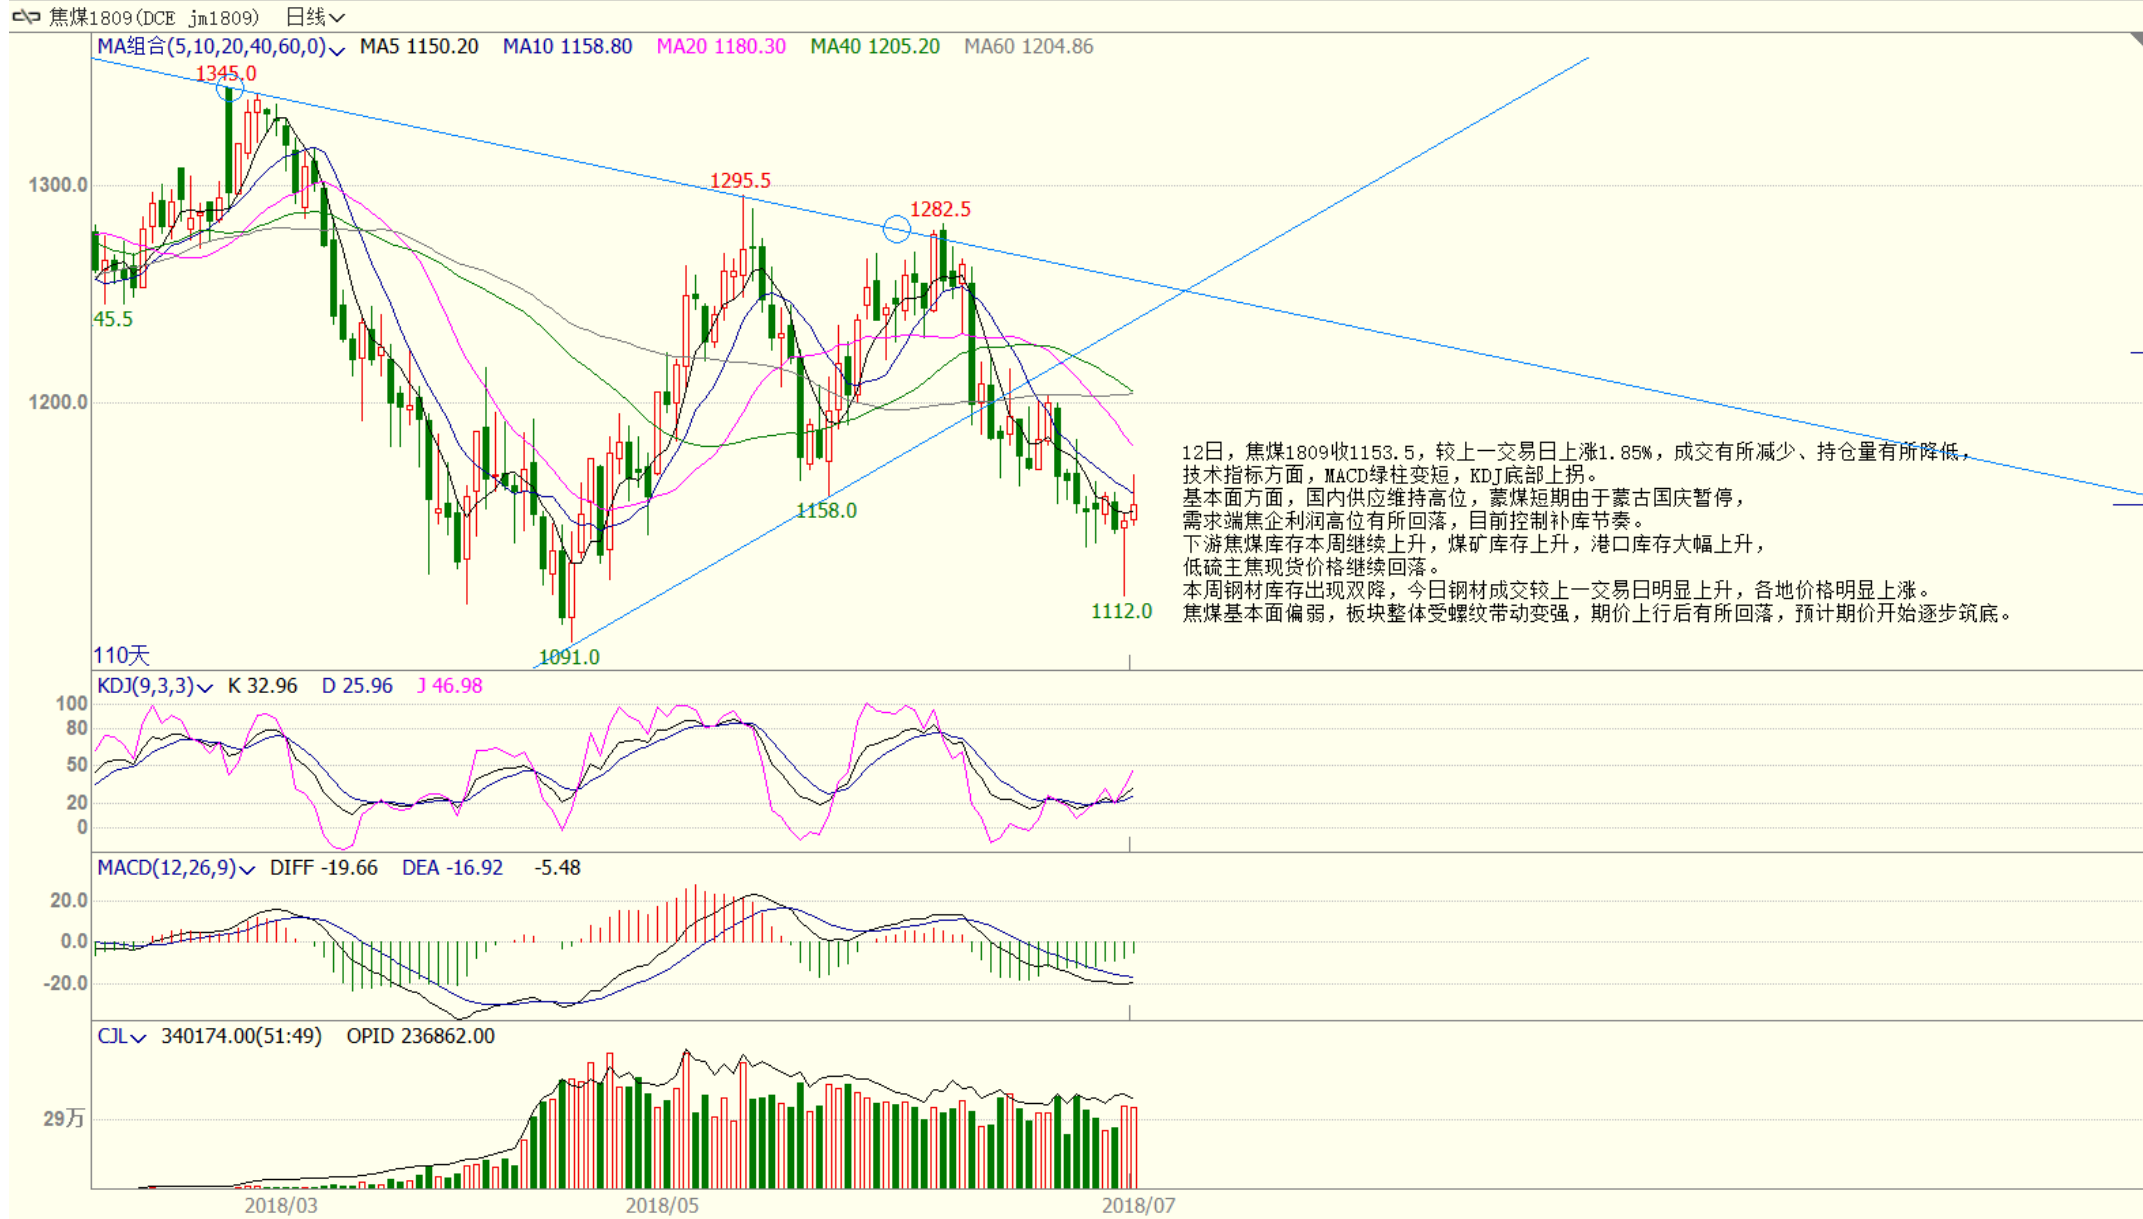 焦煤1809(DCE jm1809) 日线
MA组合(5,10,20,40,60,0) MA5 1150.20 MA10 1158.80 MA20 1180.30 MA40 1205.20 MA60 1204.86
1345.0
1300.0
1295.5
1282.5
45.5
1200.0
12日，焦煤1809收1153.5，较上一交易日上涨1.85%，成交有所减少、持仓量有所降低，
技术指标方面，MACD绿柱变短，KDJ底部上拐。
基本面方面，国内供应维持高位，蒙煤短期由于蒙古国庆暂停，
需求端焦企利润高位有所回落，目前控制补库节奏。
下游焦煤库存本周继续上升，煤矿库存上升，港口库存大幅上升，
低硫主焦现货价格继续回落。
本周钢材库存出现双降，今日钢材成交较上一交易日明显上升，各地价格明显上涨。
焦煤基本面偏弱，板块整体受螺纹带动变强，期价上行后有所回落，预计期价开始逐步筑底。
1158.0
1112.0
1091.0
110天
KDJ(9,3,3) K 32.96 D 25.96 J 46.98
100
80
50
20
0
MACD(12,26,9) DIFF -19.66 DEA -16.92 -5.48
20.0
0.0
-20.0
CJL 340174.00(51:49) OPID 236862.00
29万
2018/03 2018/05 2018/07